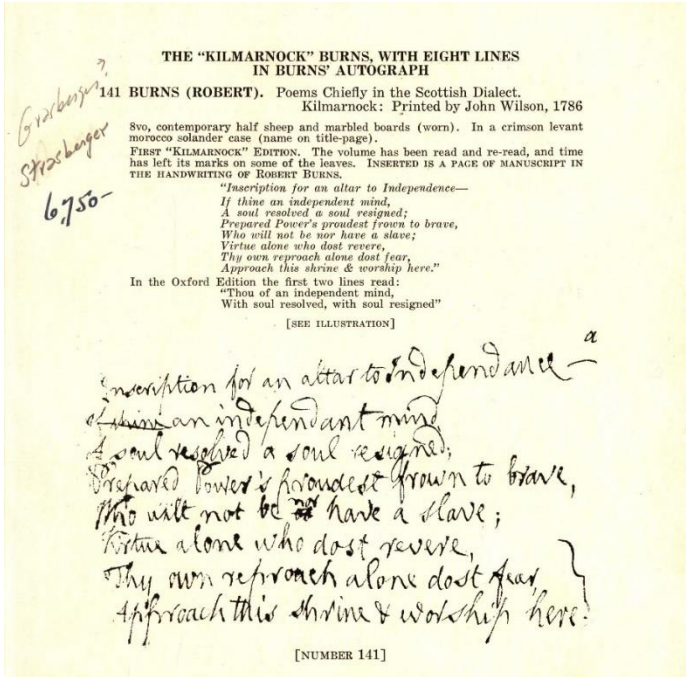 THE “KILMARNOCK” BURNS, WITH EIGHT LINES
IN BURNS’ AUTOGRAPH
Grasberger?
Strasberger
6,750-
141 BURNS (ROBERT). Poems Chiefly in the Scottish Dialect.
Kilmarnock: Printed by John Wilson, 1786
8vo, contemporary half sheep and marbled boards (worn). In a crimson levant
morocco solander case (name on title-page).
FIRST “KILMARNOCK” EDITION. The volume has been read and re-read, and time
has left its marks on some of the leaves. INSERTED IS A PAGE OF MANUSCRIPT IN
THE HANDWRITING OF ROBERT BURNS.
“Inscription for an altar to Independence—
If thine an independent mind,
A soul resolved a soul resigned;
Prepared Power’s proudest frown to brave,
Who will not be nor have a slave;
Virtue alone who dost revere,
Thy own reproach alone dost fear,
Approach this shrine & worship here.”
In the Oxford Edition the first two lines read:
“Thou of an independent mind,
With soul resolved, with soul resigned”
[SEE ILLUSTRATION]
a
Inscription for an altar to Independance —
an independant mind
A soul resolved a soul resigned;
Prepared Power's proudest frown to brave,
Who wilt not be nor have a slave;
Virtue alone who dost revere,
Thy own reproach alone dost fear,
Approach this shrine & worship here.
[NUMBER 141]